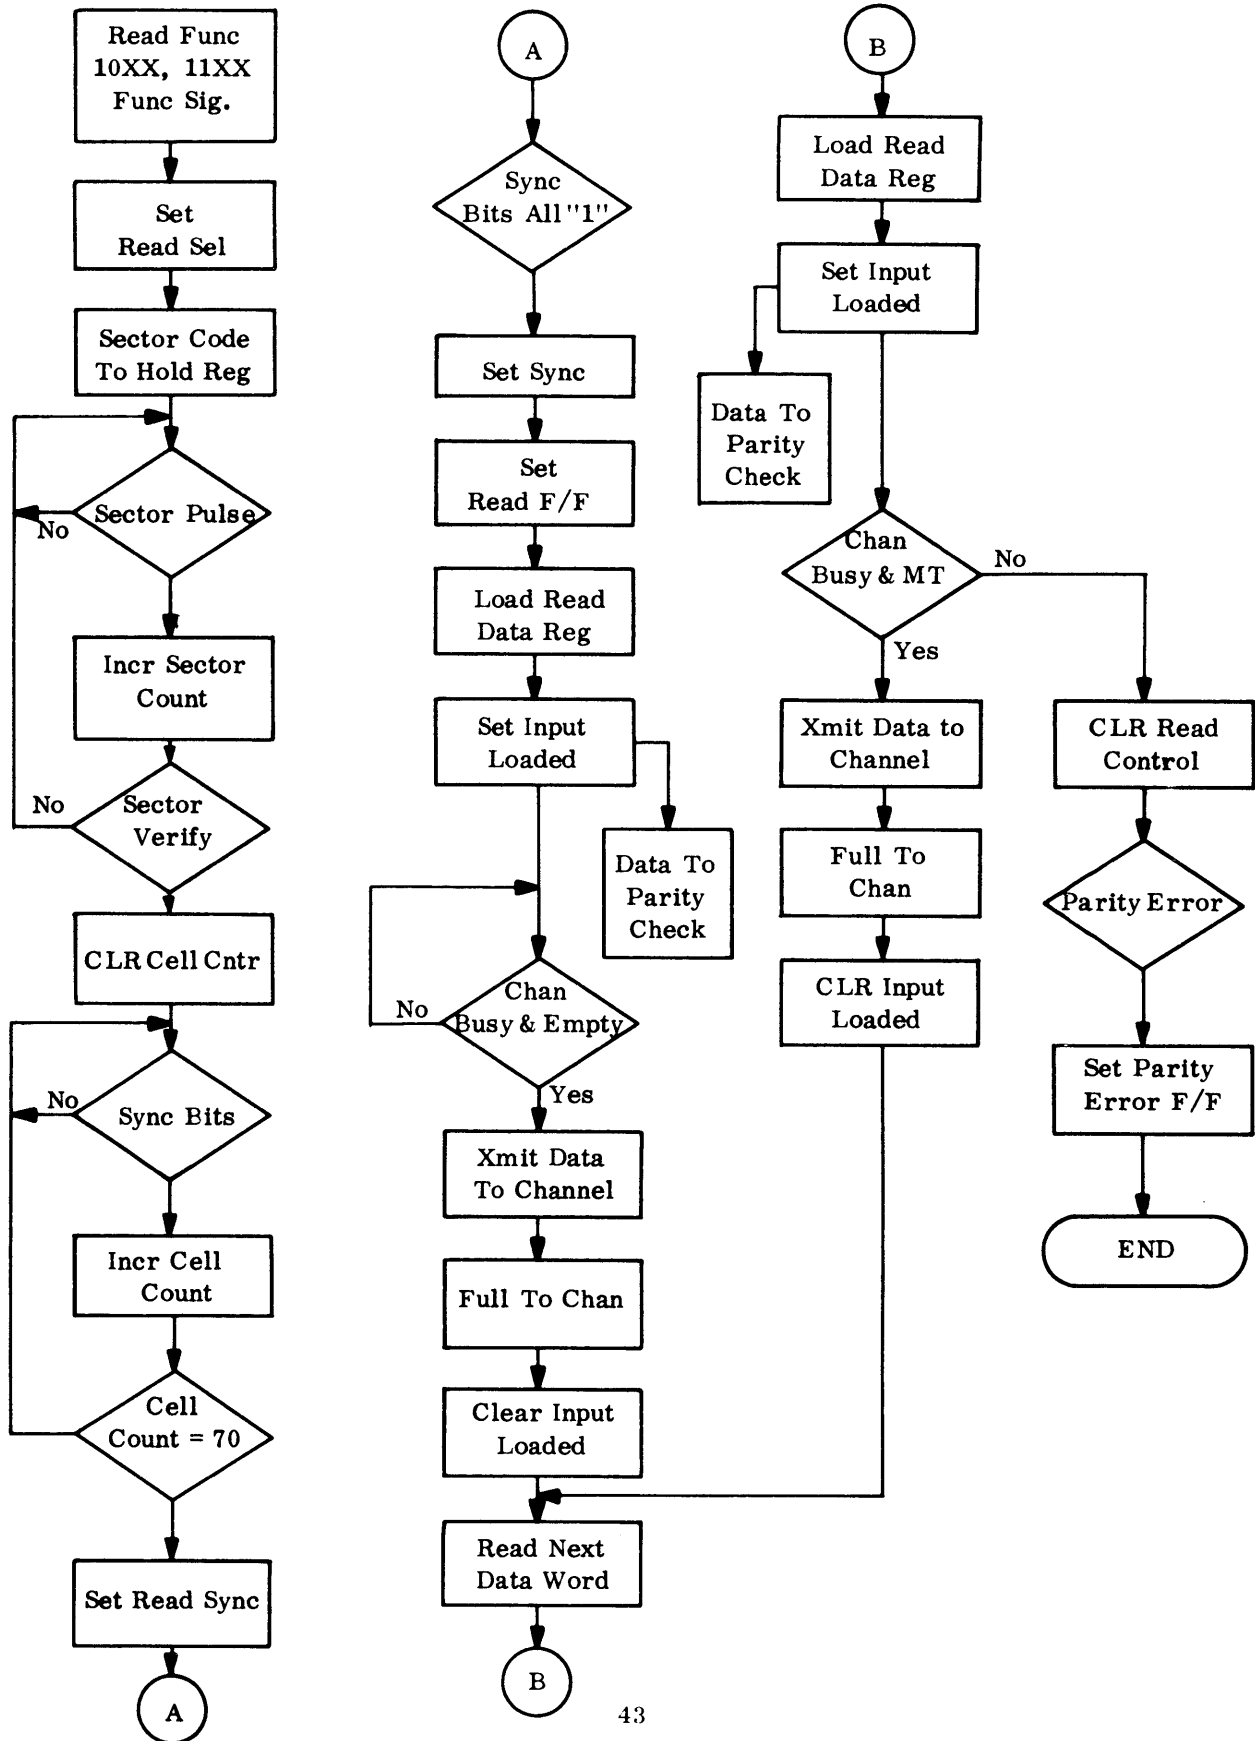 Read Func
10XX, 11XX
Func Sig.
Set
Read Sel
Sector Code
To Hold Reg
Sector Pulse
No
Incr Sector
Count
No
Sector
Verify
CLR Cell Cntr
No
Sync Bits
Incr Cell
Count
Cell
Count = 70
Set Read Sync
A
A
Sync
Bits All "1"
Set Sync
Set
Read F/F
Load Read
Data Reg
Set Input
Loaded
Data To
Parity
Check
Chan
Busy & Empty
No
Yes
Xmit Data
To Channel
Full To Chan
Clear Input
Loaded
Read Next
Data Word
B
B
Load Read
Data Reg
Set Input
Loaded
Data To
Parity
Check
Chan
Busy & MT
No
Yes
Xmit Data to
Channel
Full To
Chan
CLR Input
Loaded
CLR Read
Control
Parity Error
Set Parity
Error F/F
END
43